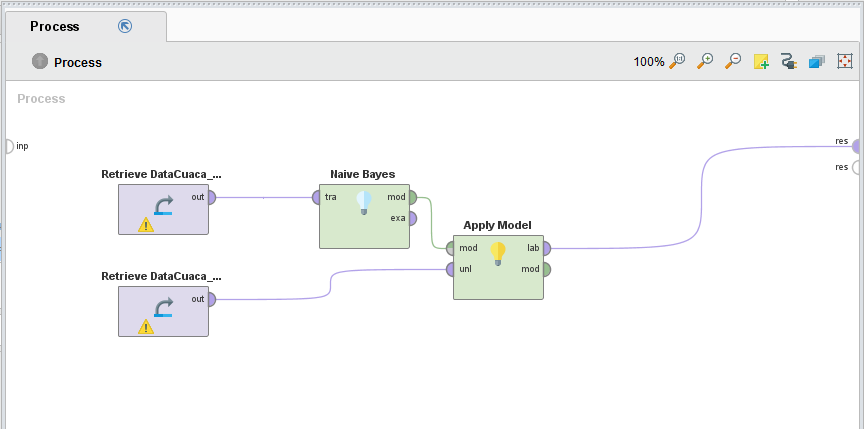 Process
Process
100%
Process
inp
res
res
Retrieve DataCuaca_...
out
Naive Bayes
tra
mod
exa
Apply Model
mod
lab
unl
mod
Retrieve DataCuaca_...
out